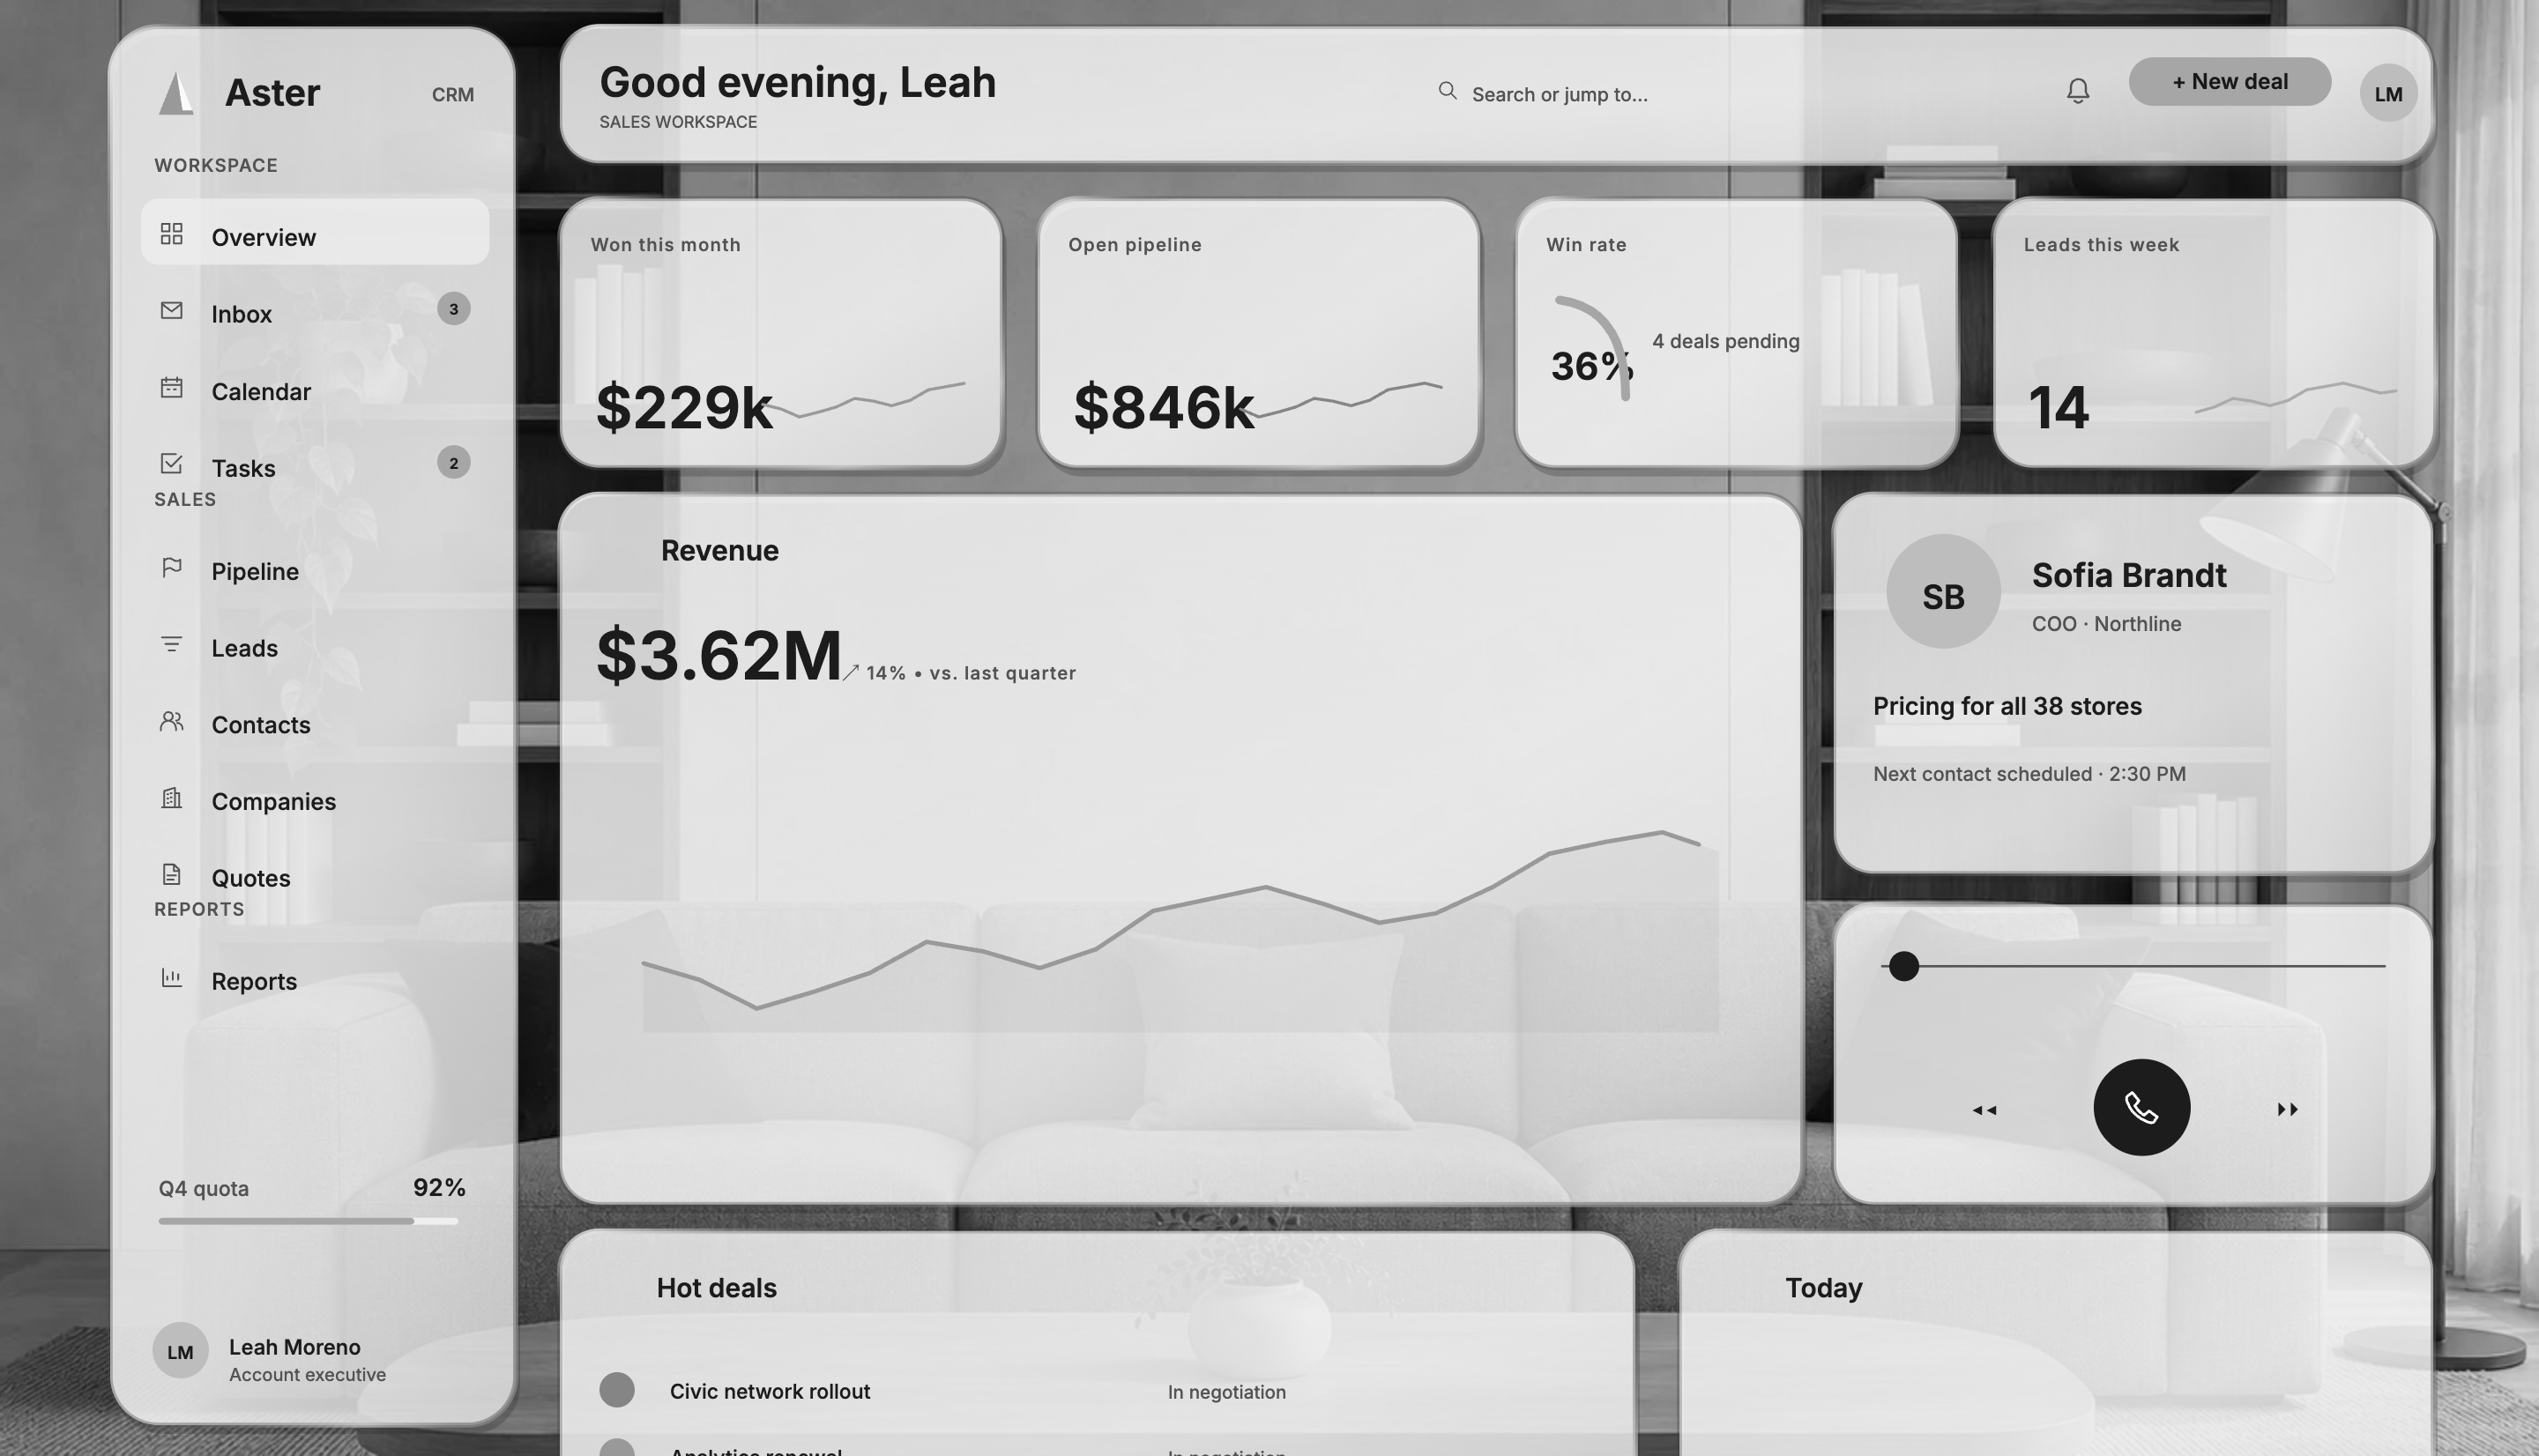 Aster
CRM
WORKSPACE
Overview
Inbox
3
Calendar
Tasks
2
SALES
Pipeline
Leads
Contacts
Companies
Quotes
REPORTS
Reports
Q4 quota
92%
LM
Leah Moreno
Account executive
Good evening, Leah
SALES WORKSPACE
Search or jump to...
+ New deal
LM
Won this month
$229k
Open pipeline
$846k
Win rate
36%
4 deals pending
Leads this week
14
Revenue
$3.62M
↗ 14% • vs. last quarter
SB
Sofia Brandt
COO · Northline
Pricing for all 38 stores
Next contact scheduled · 2:30 PM
Hot deals
Civic network rollout
In negotiation
Analytics renewal
In negotiation
Today